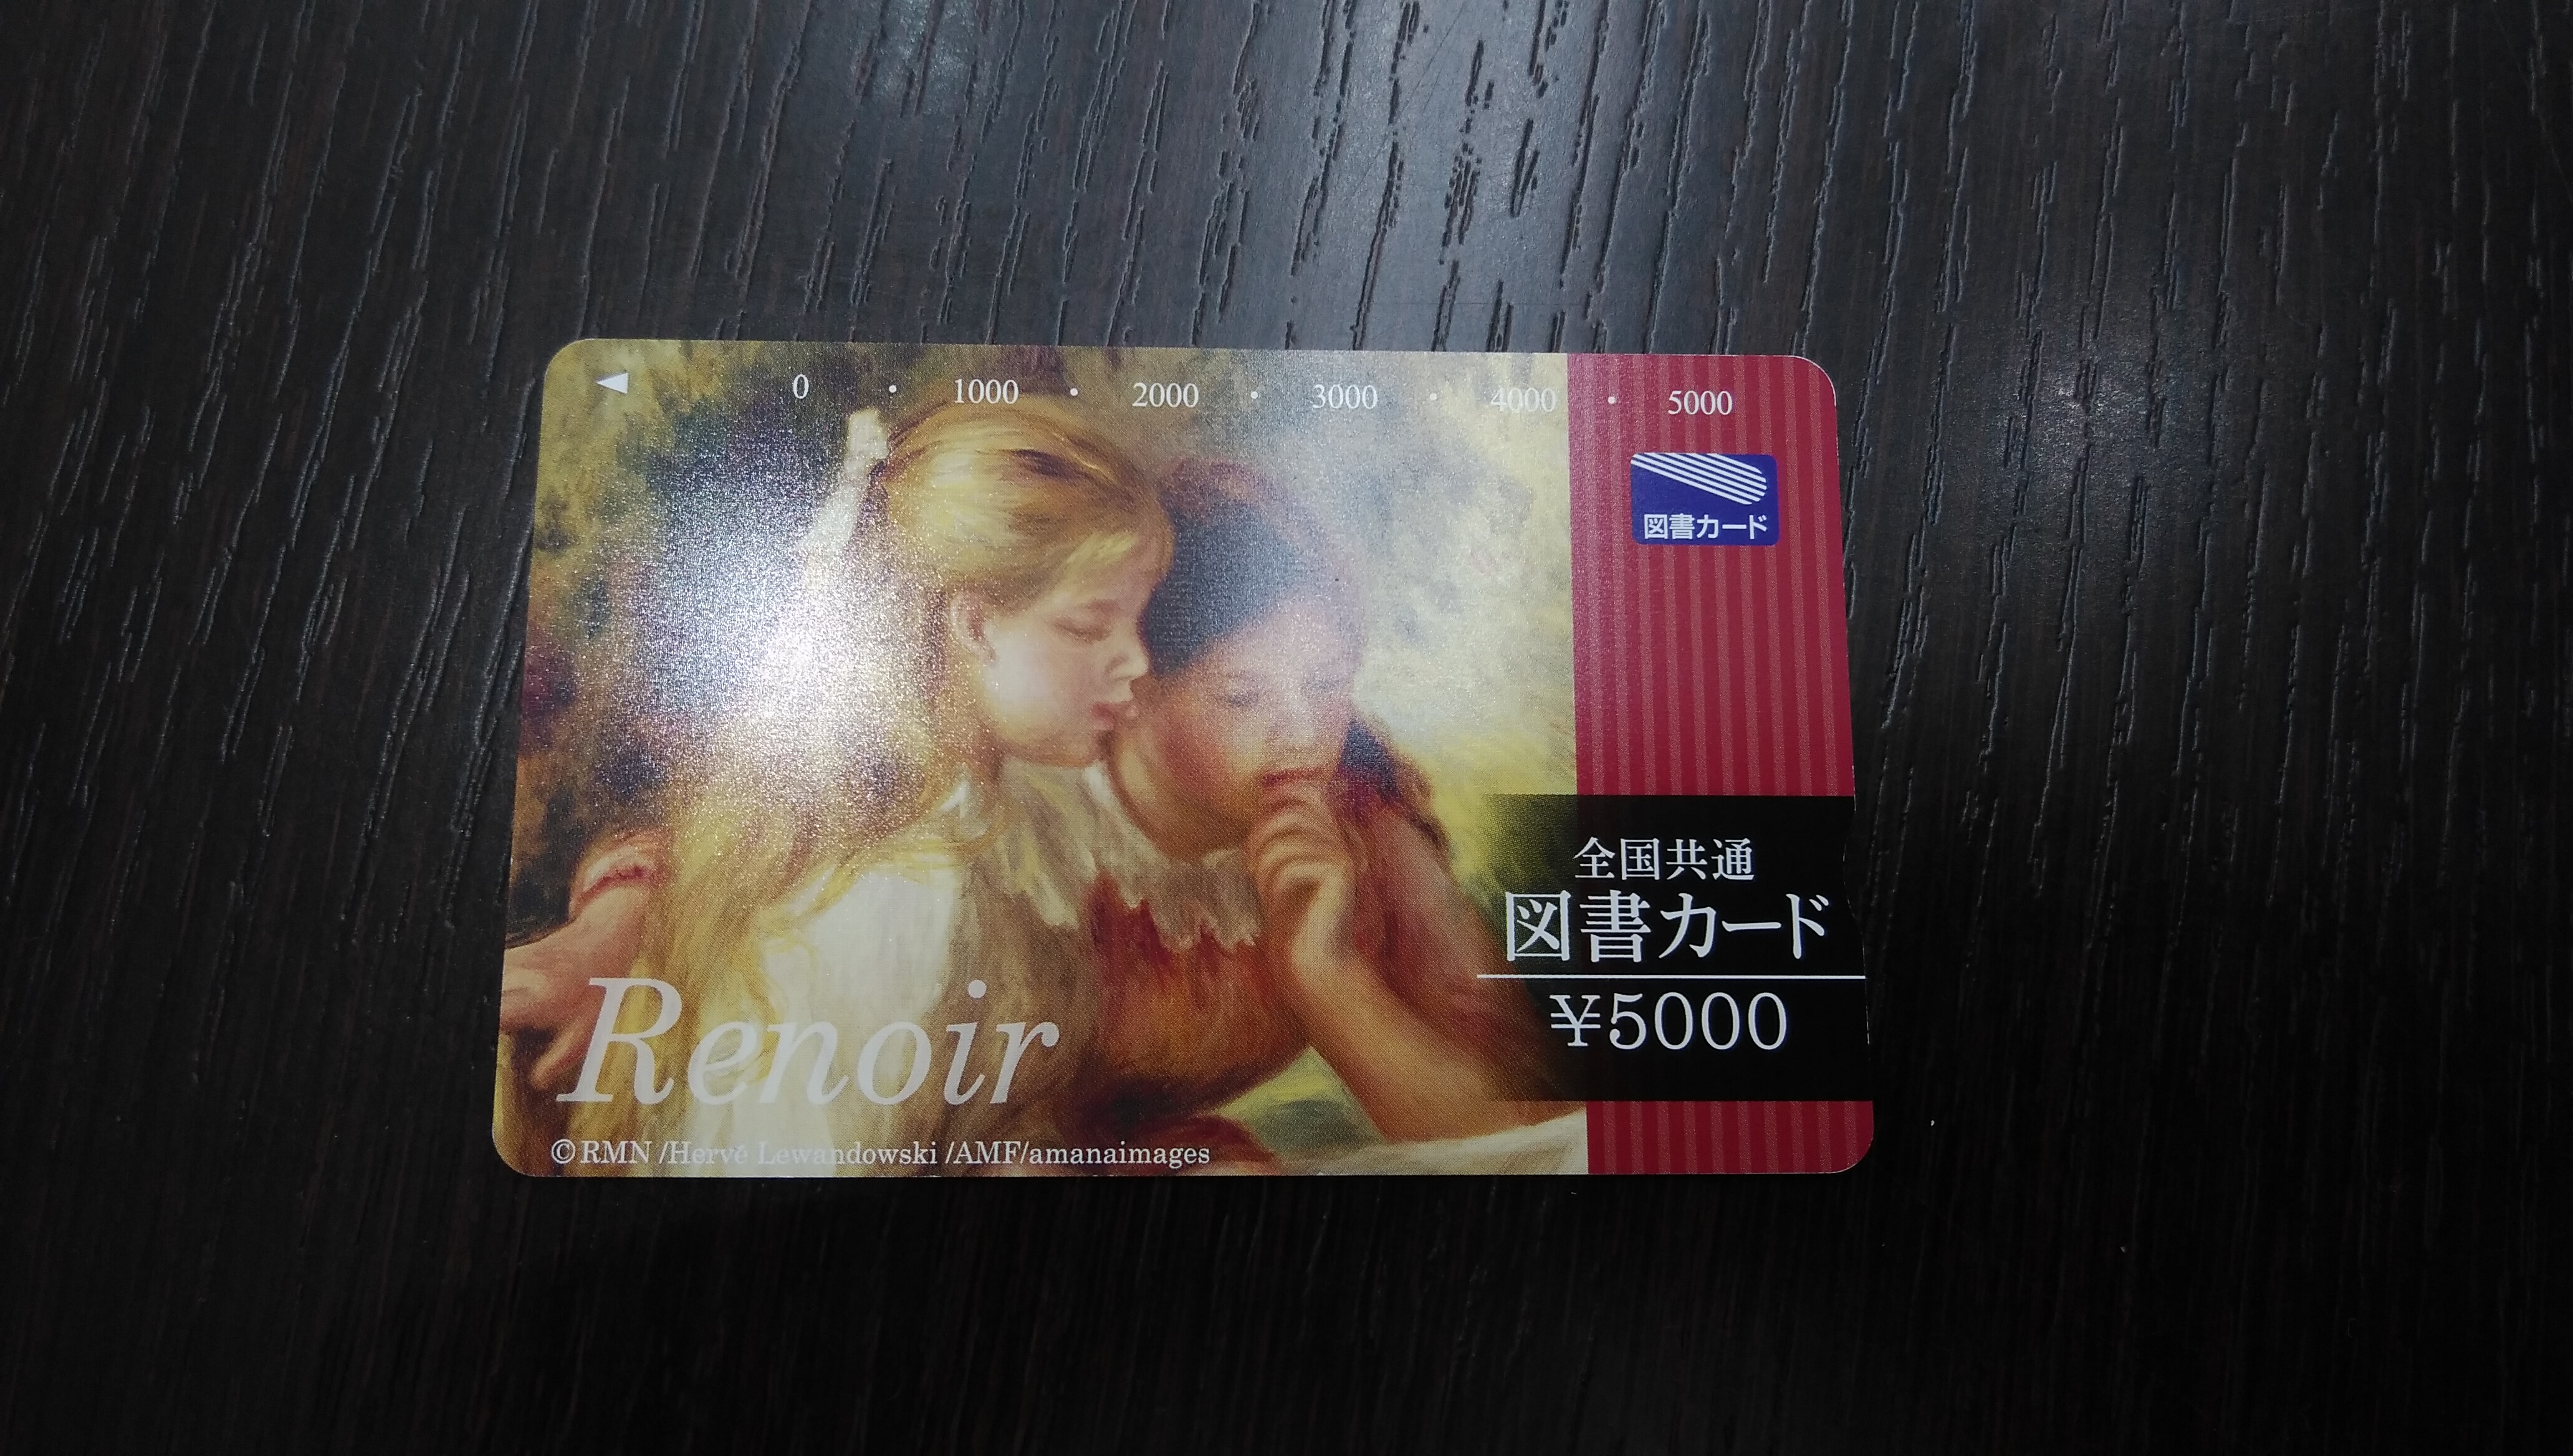 0 · 1000 · 2000 · 3000 · 4000 · 5000
図書カード
全国共通
図書カード
¥5000
Renoir
©RMN /Hervé Lewandowski /AMF/amanaimages